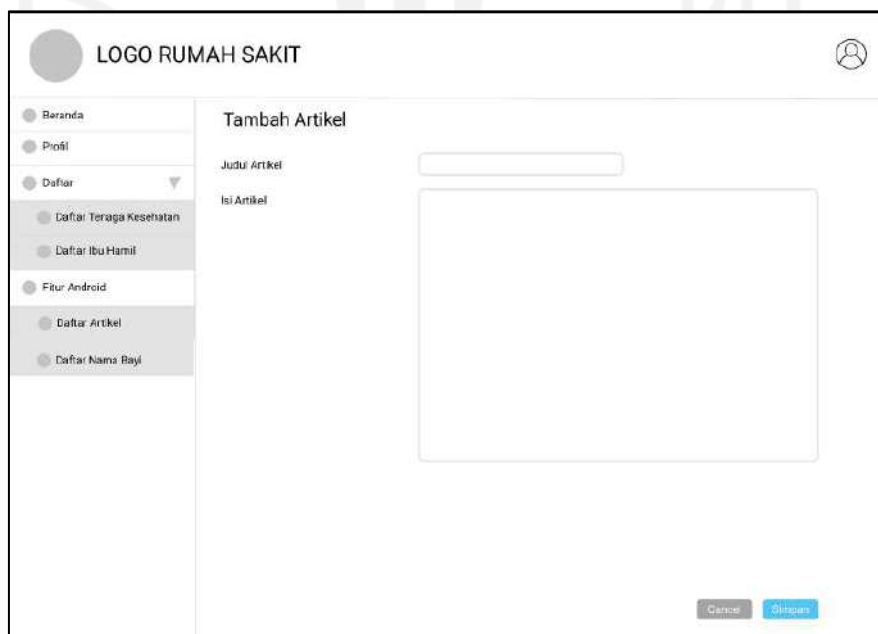 LOGO RUMAH SAKIT
Beranda
Profil
Daftar
Daftar Tenaga Kesehatan
Daftar Ibu Hamil
Fitur Android
Daftar Artikel
Daftar Nama Bayi
Tambah Artikel
Judul Artikel
Isi Artikel
Cancel
Simpan